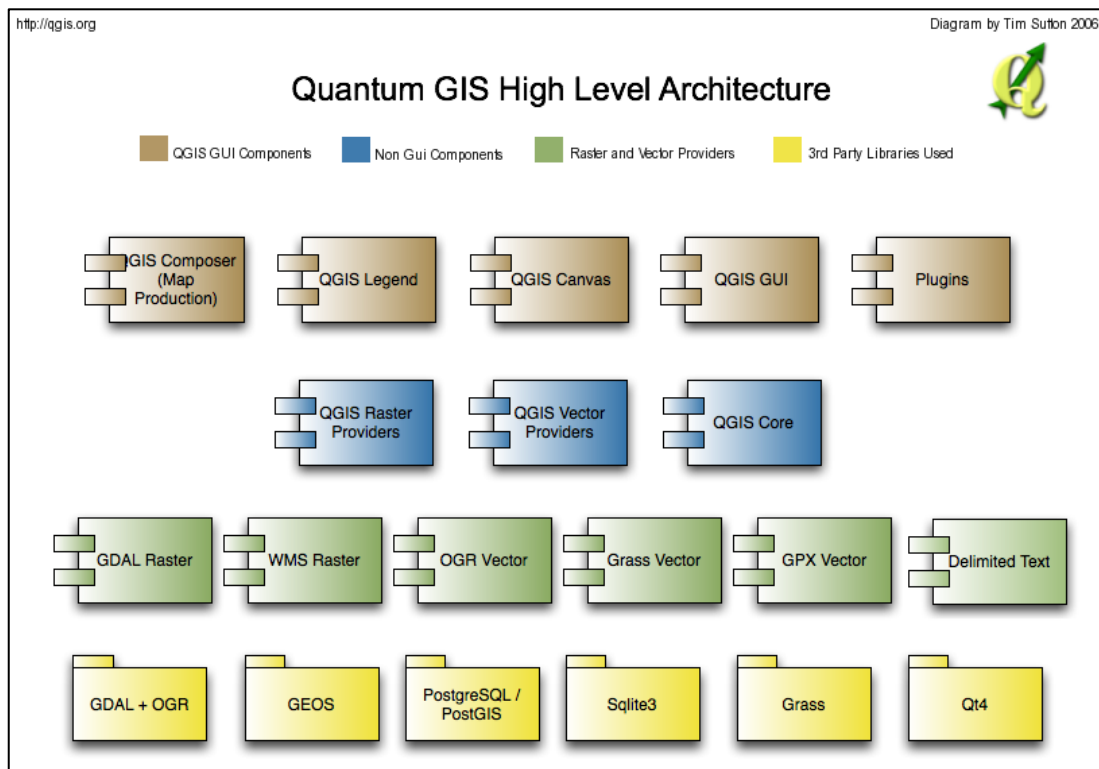 http://qgis.org
Diagram by Tim Sutton 2006
Quantum GIS High Level Architecture
QGIS GUI Components
Non Gui Components
Raster and Vector Providers
3rd Party Libraries Used
QGIS Composer
(Map
Production)
QGIS Legend
QGIS Canvas
QGIS GUI
Plugins
QGIS Raster
Providers
QGIS Vector
Providers
QGIS Core
GDAL Raster
WMS Raster
OGR Vector
Grass Vector
GPX Vector
Delimited Text
GDAL + OGR
GEOS
PostgreSQL /
PostGIS
Sqlite3
Grass
Qt4